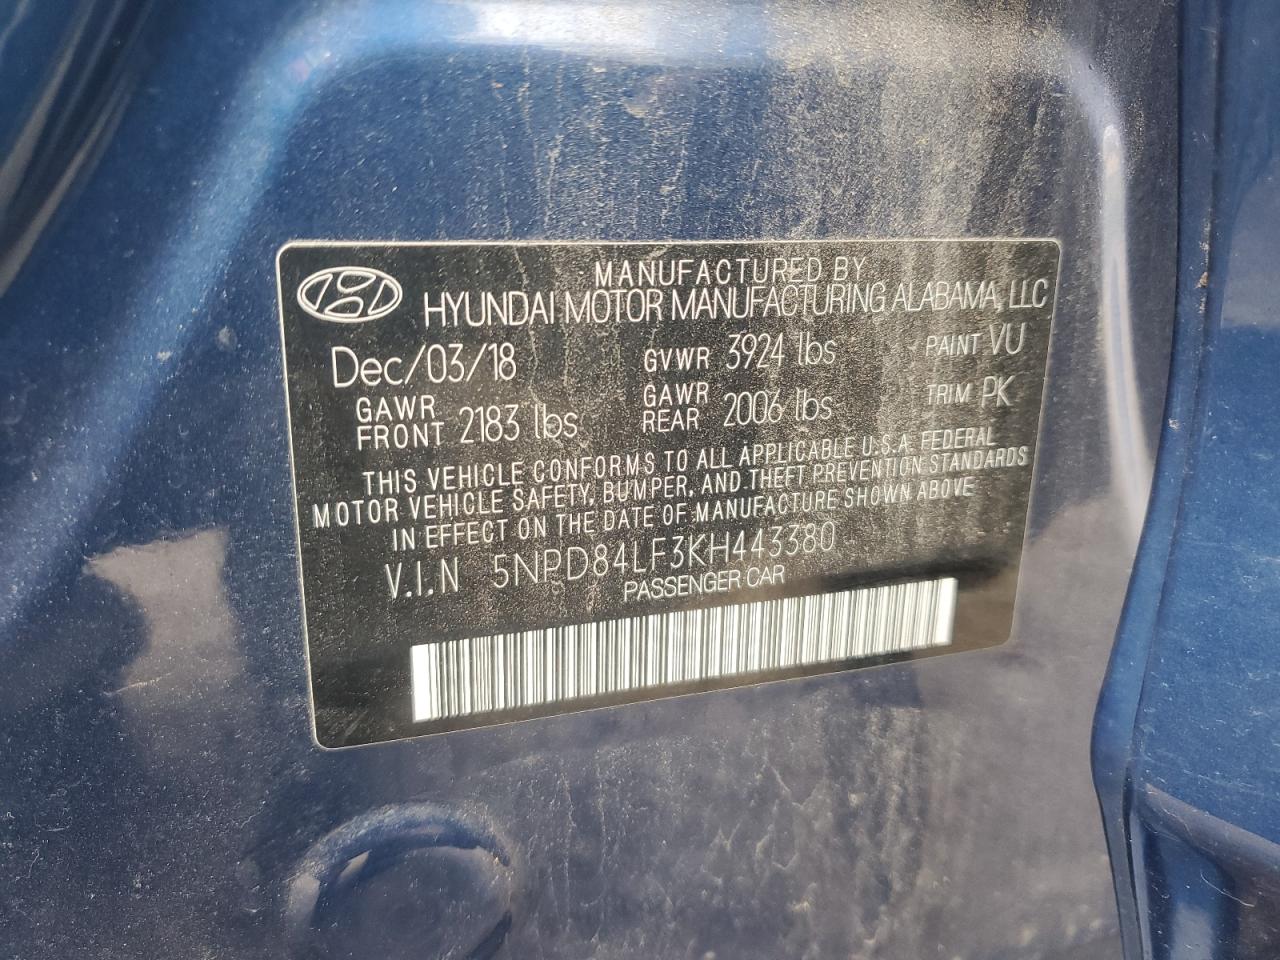 MANUFACTURED BY
HYUNDAI MOTOR MANUFACTURING ALABAMA, LLC
Dec/03/18 GVWR 3924 lbs PAINT VU
GAWR FRONT 2183 lbs GAWR REAR 2006 lbs TRIM PK
THIS VEHICLE CONFORMS TO ALL APPLICABLE U.S.A. FEDERAL
MOTOR VEHICLE SAFETY, BUMPER, AND THEFT PREVENTION STANDARDS
IN EFFECT ON THE DATE OF MANUFACTURE SHOWN ABOVE
V.I.N 5NPD84LF3KH443380
PASSENGER CAR